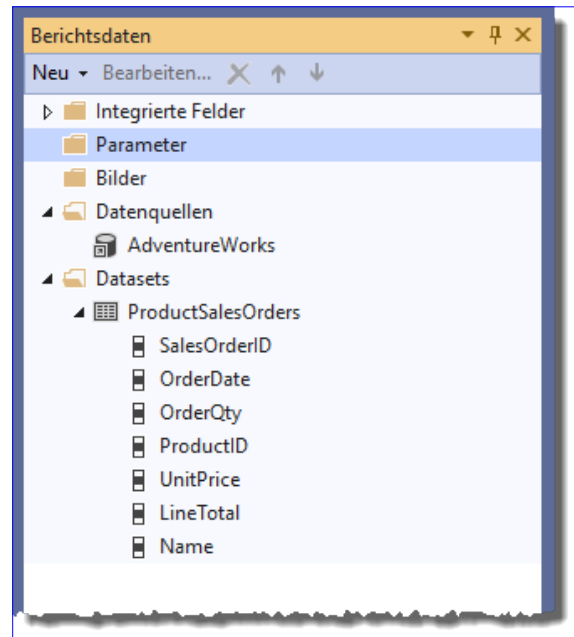 Berichtsdaten
Neu Bearbeiten...
Integrierte Felder
Parameter
Bilder
Datenquellen
AdventureWorks
Datasets
ProductSalesOrders
SalesOrderID
OrderDate
OrderQty
ProductID
UnitPrice
LineTotal
Name